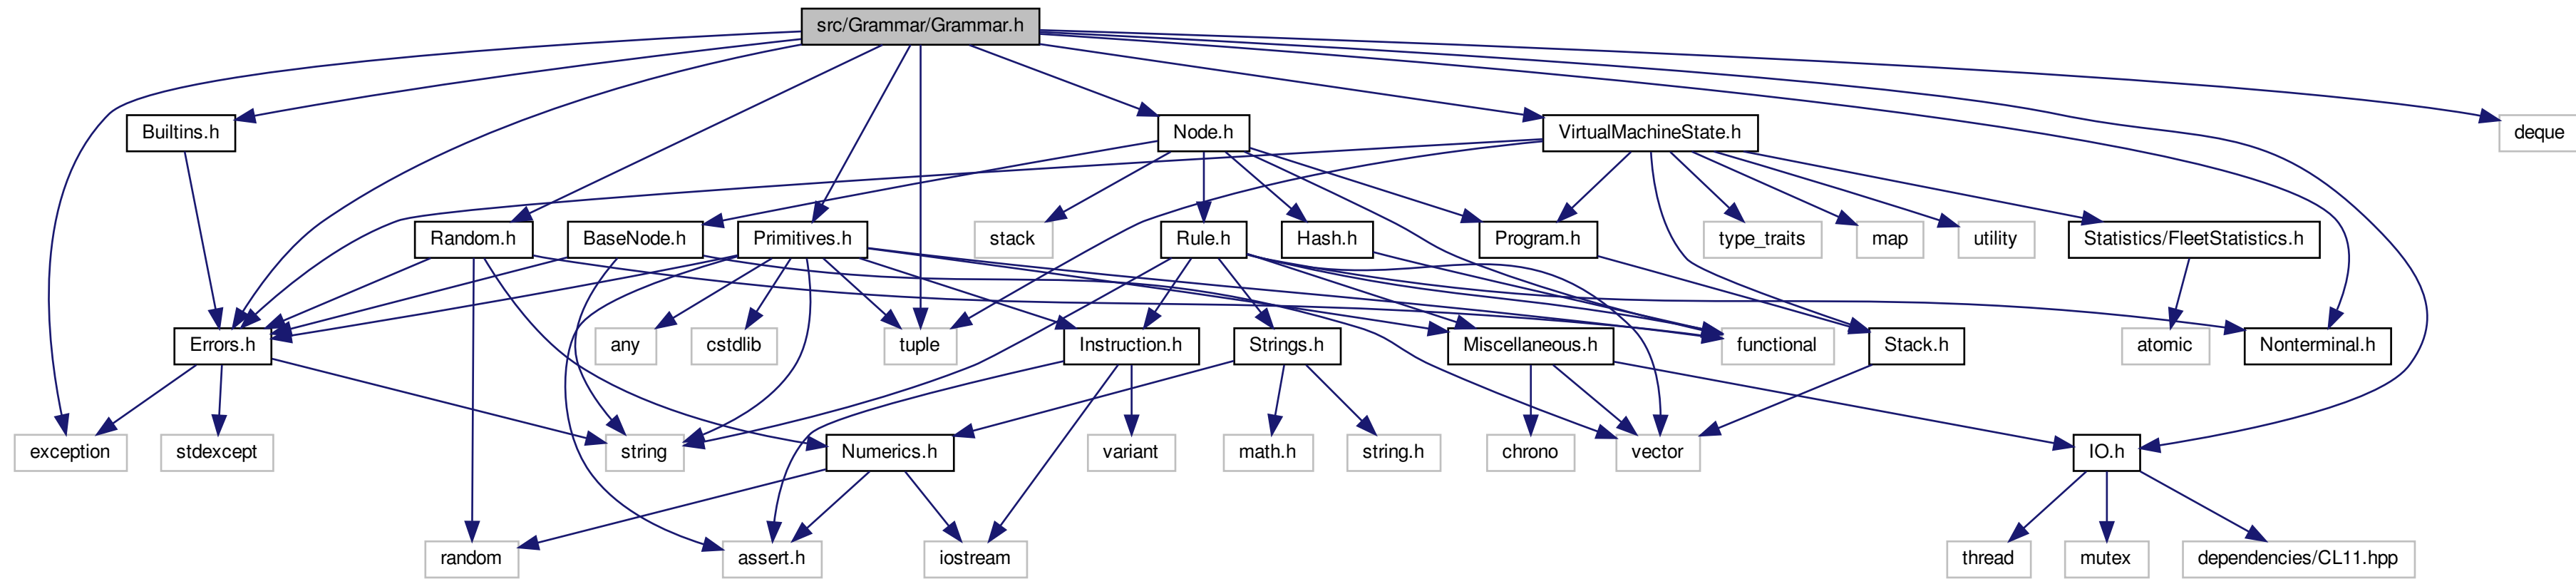 src/Grammar/Grammar.h
Builtins.h
Node.h
VirtualMachineState.h
deque
Random.h
BaseNode.h
Primitives.h
stack
Rule.h
Hash.h
Program.h
type_traits
map
utility
Statistics/FleetStatistics.h
Errors.h
any
cstdlib
tuple
Instruction.h
Strings.h
Miscellaneous.h
functional
Stack.h
atomic
Nonterminal.h
exception
stdexcept
string
Numerics.h
variant
math.h
string.h
chrono
vector
IO.h
random
assert.h
iostream
thread
mutex
dependencies/CL11.hpp